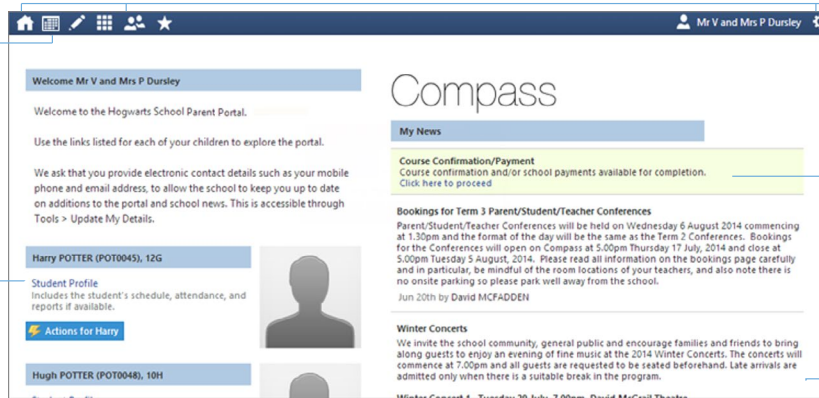 Mr V and Mrs P Dursley
Welcome Mr V and Mrs P Dursley
Welcome to the Hogwarts School Parent Portal.
Use the links listed for each of your children to explore the portal.
We ask that you provide electronic contact details such as your mobile
phone and email address, to allow the school to keep you up to date
on additions to the portal and school news. This is accessible through
Tools > Update My Details.
Harry POTTER (POT0045), 12G
Student Profile
Includes the student's schedule, attendance, and
reports if available.
Actions for Harry
Hugh POTTER (POT0048), 10H
Student Profile
Compass
My News
Course Confirmation/Payment
Course confirmation and/or school payments available for completion.
Click here to proceed
Bookings for Term 3 Parent/Student/Teacher Conferences
Parent/Student/Teacher Conferences will be held on Wednesday 6 August 2014 commencing
at 1.30pm and the format of the day will be the same as the Term 2 Conferences. Bookings
for the Conferences will open on Compass at 5.00pm Thursday 17 July, 2014 and close at
5.00pm Tuesday 5 August, 2014. Please read all information on the bookings page carefully
and in particular, be mindful of the room locations of your teachers, and also note there is
no onsite parking so please park well away from the school.
Jun 20th by David MCFADDEN
Winter Concerts
We invite the school community, general public and encourage families and friends to bring
along guests to enjoy an evening of fine music at the 2014 Winter Concerts. The concerts will
commence at 7.00pm and all guests are requested to be seated beforehand. Late arrivals are
admitted only when there is a suitable break in the program.
Winter Concert 1 - Tuesday 29 July, 7.00pm, David McGrail Theatre